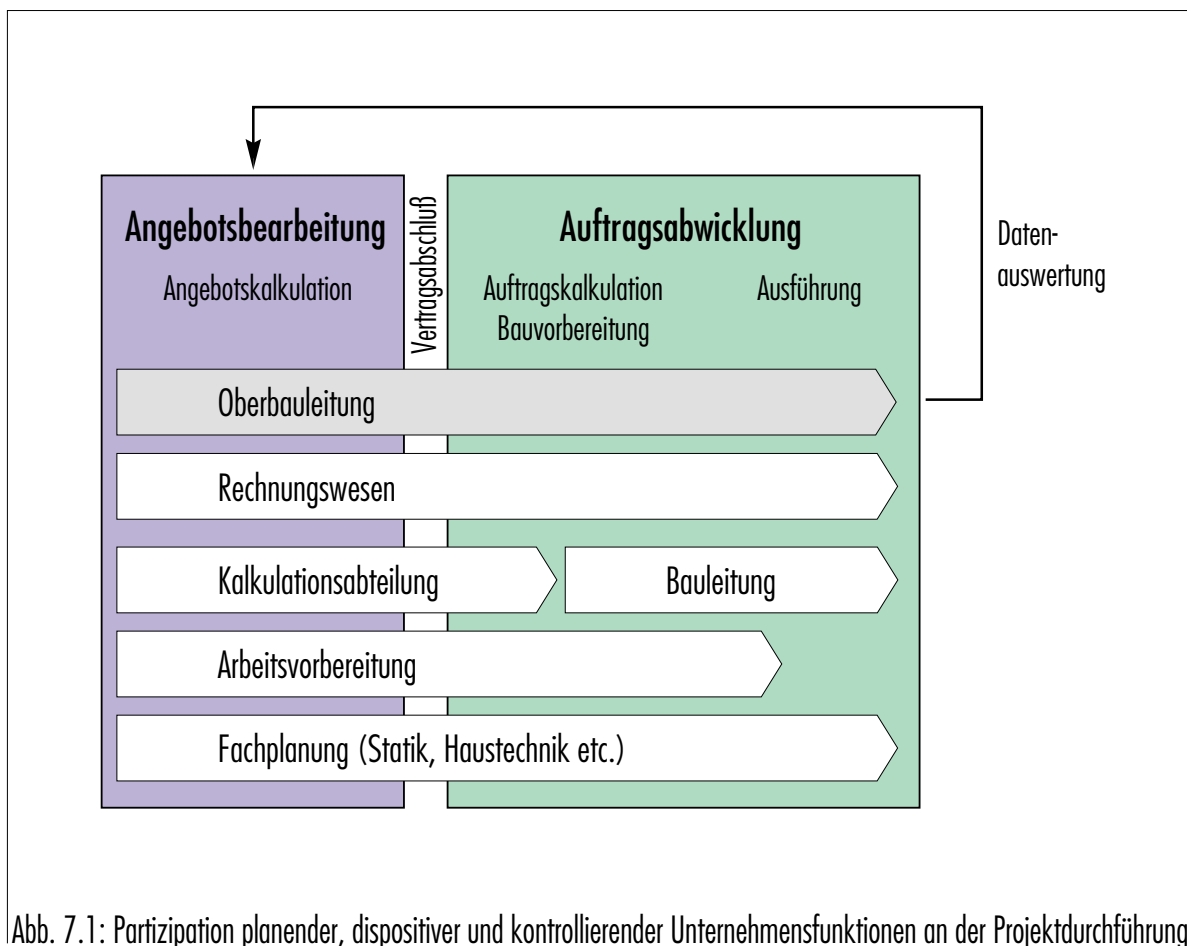 Angebotsbearbeitung
Angebotskalkulation
Vertragsabschluß
Auftragsabwicklung
Auftragskalkulation
Bauvorbereitung
Ausführung
Daten-
auswertung
Oberbauleitung
Rechnungswesen
Kalkulationsabteilung
Bauleitung
Arbeitsvorbereitung
Fachplanung (Statik, Haustechnik etc.)
Abb. 7.1: Partizipation planender, dispositiver und kontrollierender Unternehmensfunktionen an der Projektdurchführung